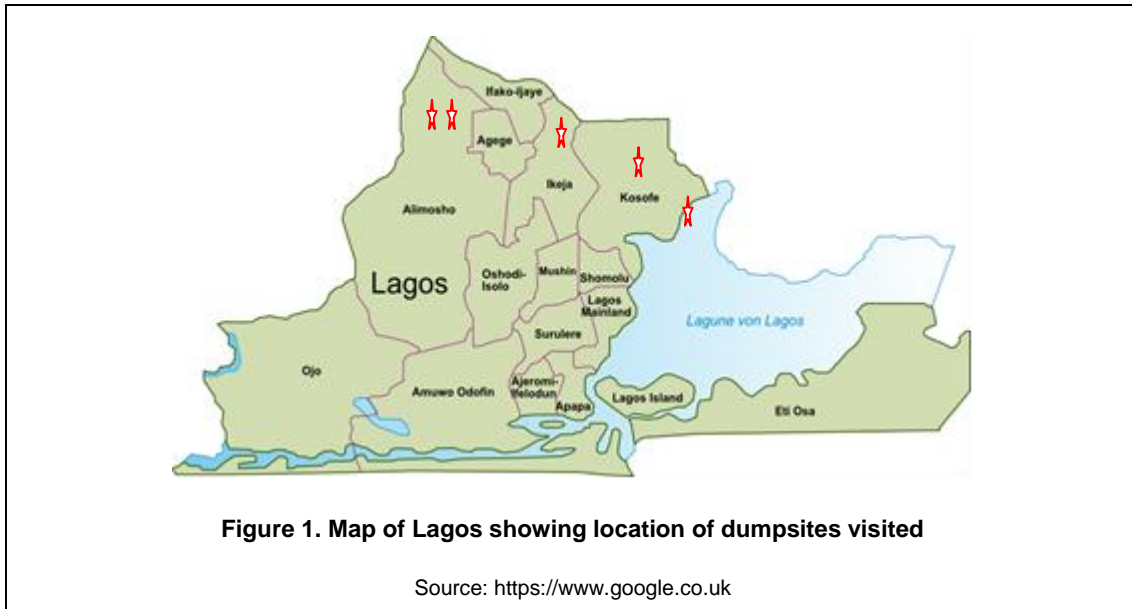 Ifako-Ijaye
Agege
Ikeja
Kosofe
Alimosho
Lagos
Oshodi-
Isolo
Mushin
Shomolu
Lagos
Mainland
Surulere
Lagune von Lagos
Ojo
Amuwo Odofin
Ajeromi-
Ifelodun
Apapa
Lagos Island
Eti Osa
Figure 1. Map of Lagos showing location of dumpsites visited
Source: https://www.google.co.uk